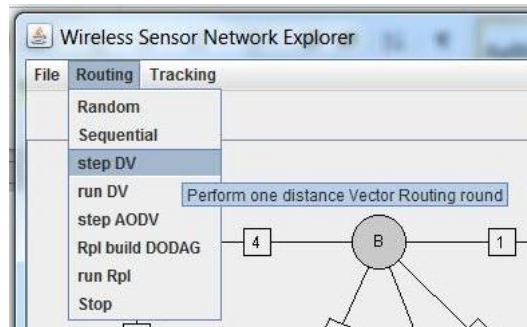 Wireless Sensor Network Explorer
File Routing Tracking
Random
Sequential
step DV
run DV
Perform one distance Vector Routing round
step AODV
Rpl build DODAG
4
B
1
run Rpl
Stop